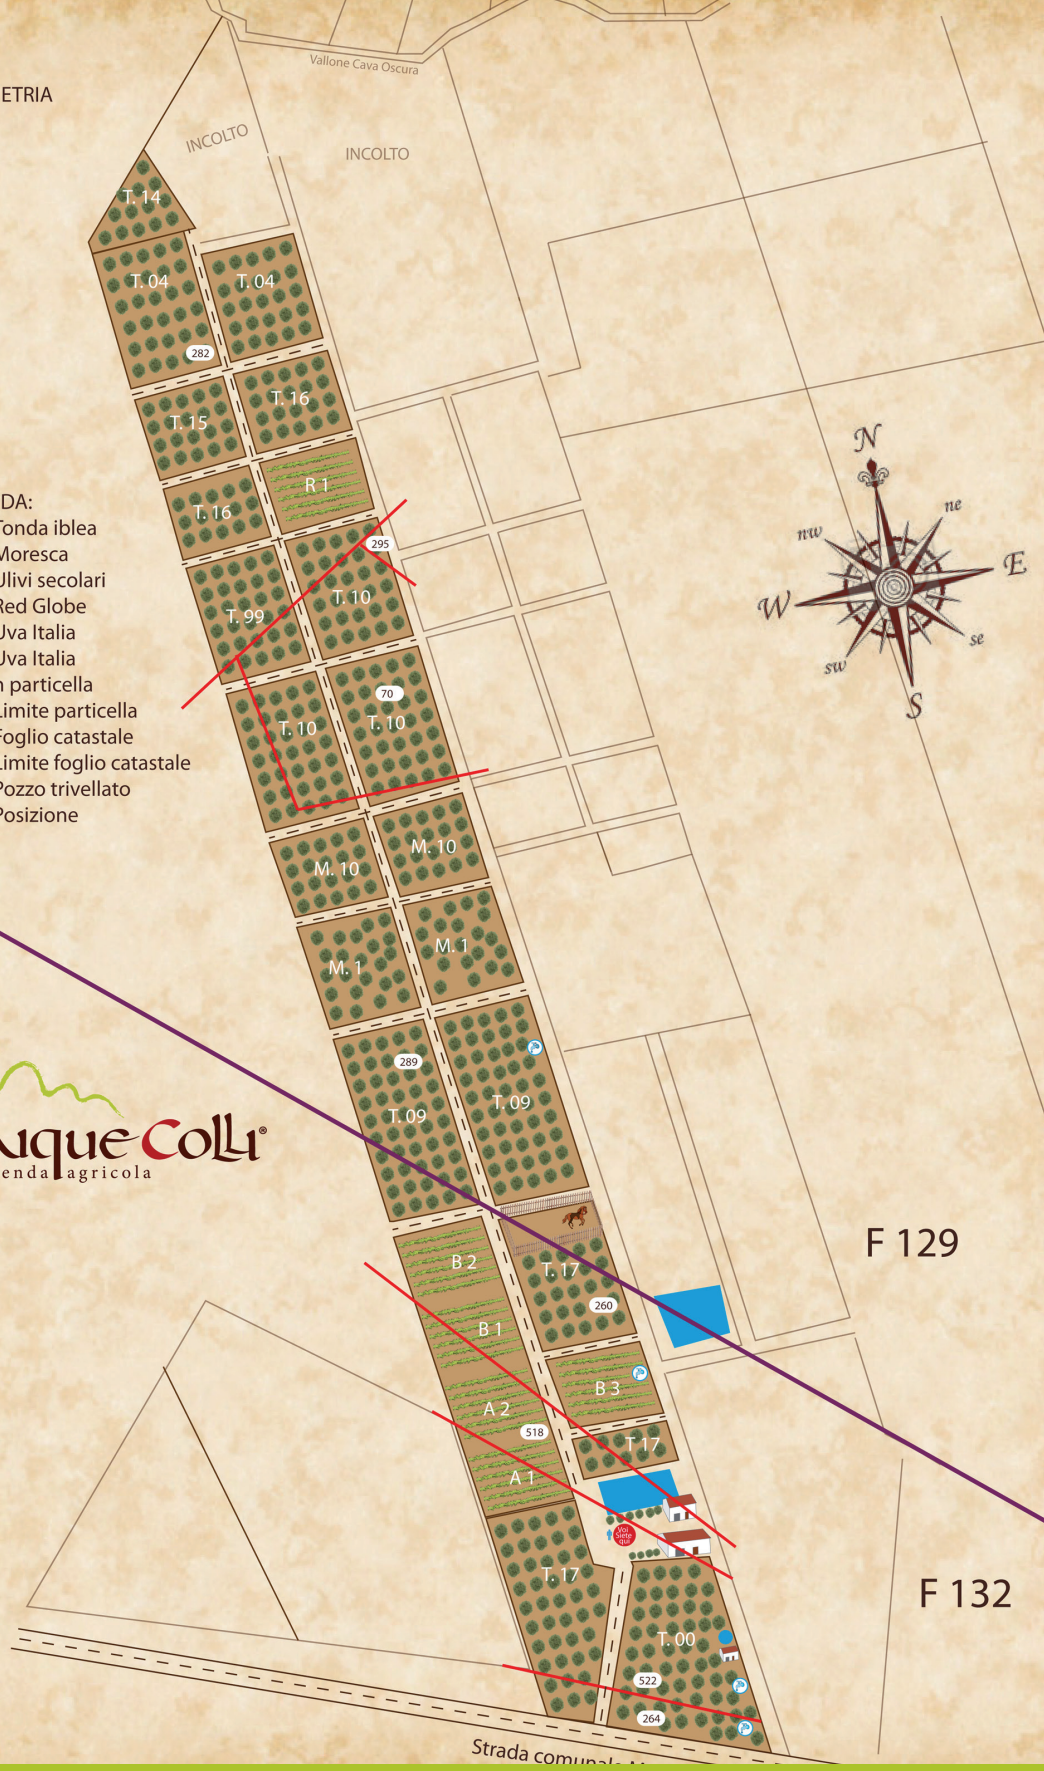 Vallone Cava Oscura
ETRIA
INCOLTO
INCOLTO
T. 14
T. 04
T. 04
282
T. 15
T. 16
R 1
T. 16
295
T. 99
T. 10
70
T. 10
T. 10
M. 10
M. 10
M. 1
M. 1
289
T. 09
T. 09
B 2
T. 17
260
B 1
B 3
A 2
518
T 17
A 1
Voi
Siete
qui
T. 17
T. 00
522
264
N
ne
nw
E
W
se
sw
S
DA:
Tonda iblea
Moresca
Ulivi secolari
Red Globe
Uva Italia
Uva Italia
n particella
Limite particella
Foglio catastale
Limite foglio catastale
Pozzo trivellato
Posizione
Colli®
enda agricola
F 129
F 132
Strada comunale